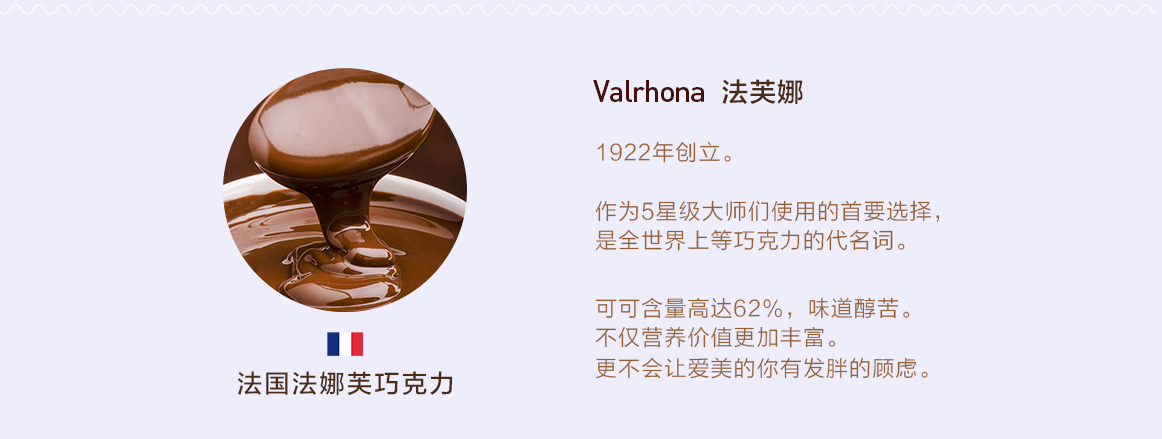 Valrhona 法芙娜
1922年创立。
作为5星级大师们使用的首要选择，
是全世界上等巧克力的代名词。
可可含量高达62%，味道醇苦。
不仅营养价值更加丰富。
更不会让爱美的你有发胖的顾虑。
法国法娜芙巧克力